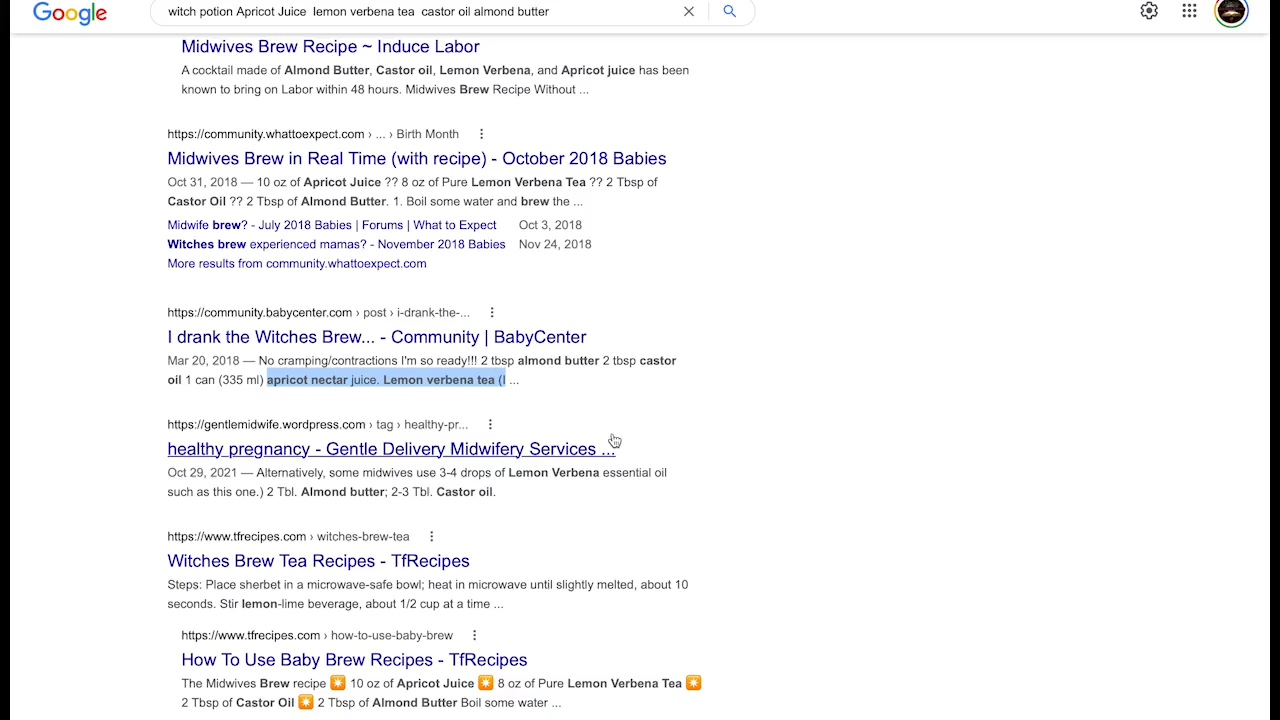 Google
witch potion Apricot Juice  lemon verbena tea  castor oil almond butter
Midwives Brew Recipe ~ Induce Labor
A cocktail made of Almond Butter, Castor oil, Lemon Verbena, and Apricot juice has been
known to bring on Labor within 48 hours. Midwives Brew Recipe Without ...
https://community.whattoexpect.com › ... › Birth Month
Midwives Brew in Real Time (with recipe) - October 2018 Babies
Oct 31, 2018 — 10 oz of Apricot Juice ?? 8 oz of Pure Lemon Verbena Tea ?? 2 Tbsp of
Castor Oil ?? 2 Tbsp of Almond Butter. 1. Boil some water and brew the ...
Midwife brew? - July 2018 Babies | Forums | What to Expect Oct 3, 2018
Witches brew experienced mamas? - November 2018 Babies Nov 24, 2018
More results from community.whattoexpect.com
https://community.babycenter.com › post › i-drank-the-...
I drank the Witches Brew... - Community | BabyCenter
Mar 20, 2018 — No cramping/contractions I'm so ready!!! 2 tbsp almond butter 2 tbsp castor
oil 1 can (335 ml) apricot nectar juice. Lemon verbena tea (I ...
https://gentlemidwife.wordpress.com › tag › healthy-pr...
healthy pregnancy - Gentle Delivery Midwifery Services ...
Oct 29, 2021 — Alternatively, some midwives use 3-4 drops of Lemon Verbena essential oil
such as this one.) 2 Tbl. Almond butter; 2-3 Tbl. Castor oil.
https://www.tfrecipes.com › witches-brew-tea
Witches Brew Tea Recipes - TfRecipes
Steps: Place sherbet in a microwave-safe bowl; heat in microwave until slightly melted, about 10
seconds. Stir lemon-lime beverage, about 1/2 cup at a time ...
https://www.tfrecipes.com › how-to-use-baby-brew
How To Use Baby Brew Recipes - TfRecipes
The Midwives Brew recipe 💥 10 oz of Apricot Juice 💥 8 oz of Pure Lemon Verbena Tea 💥
2 Tbsp of Castor Oil 💥 2 Tbsp of Almond Butter Boil some water ...